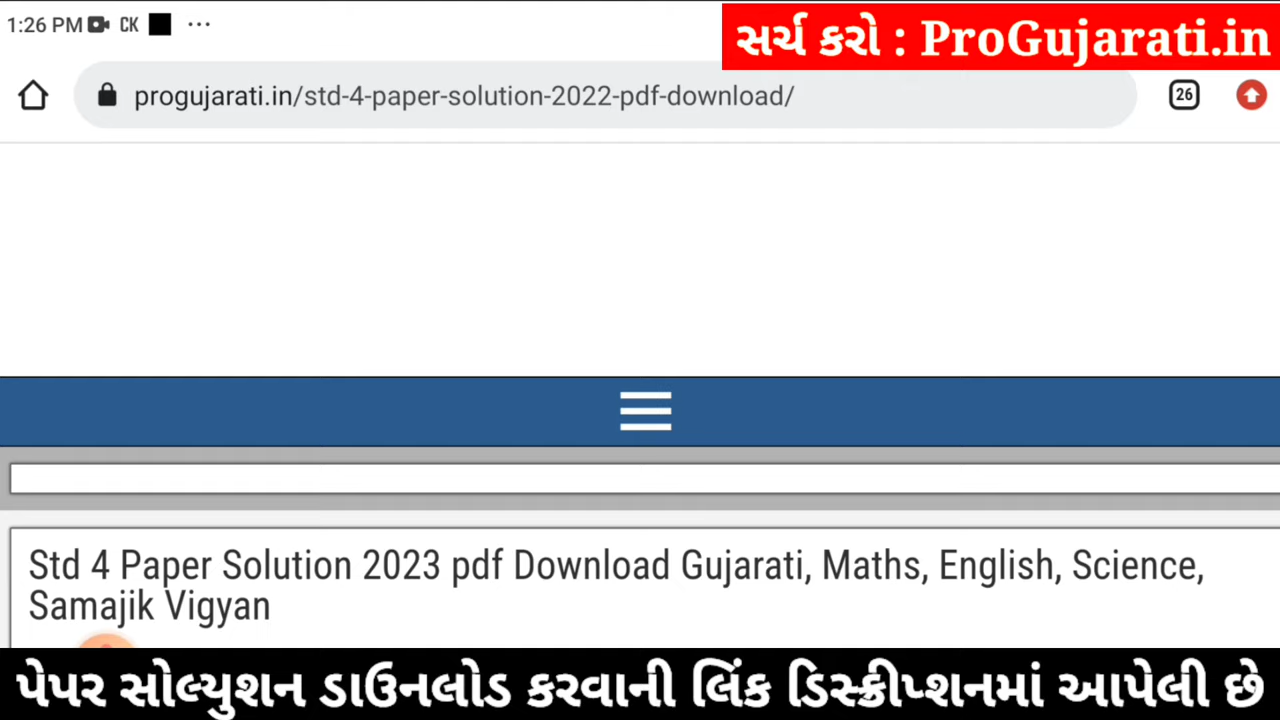 1:26 PM CK ...
સર્ચ કરો : ProGujarati.in
progujarati.in/std-4-paper-solution-2022-pdf-download/
26
Std 4 Paper Solution 2023 pdf Download Gujarati, Maths, English, Science,
Samajik Vigyan
પેપર સોલ્યુશન ડાઉનલોડ કરવાની લિંક ડિસ્ક્રીપ્શનમાં આપેલી છે